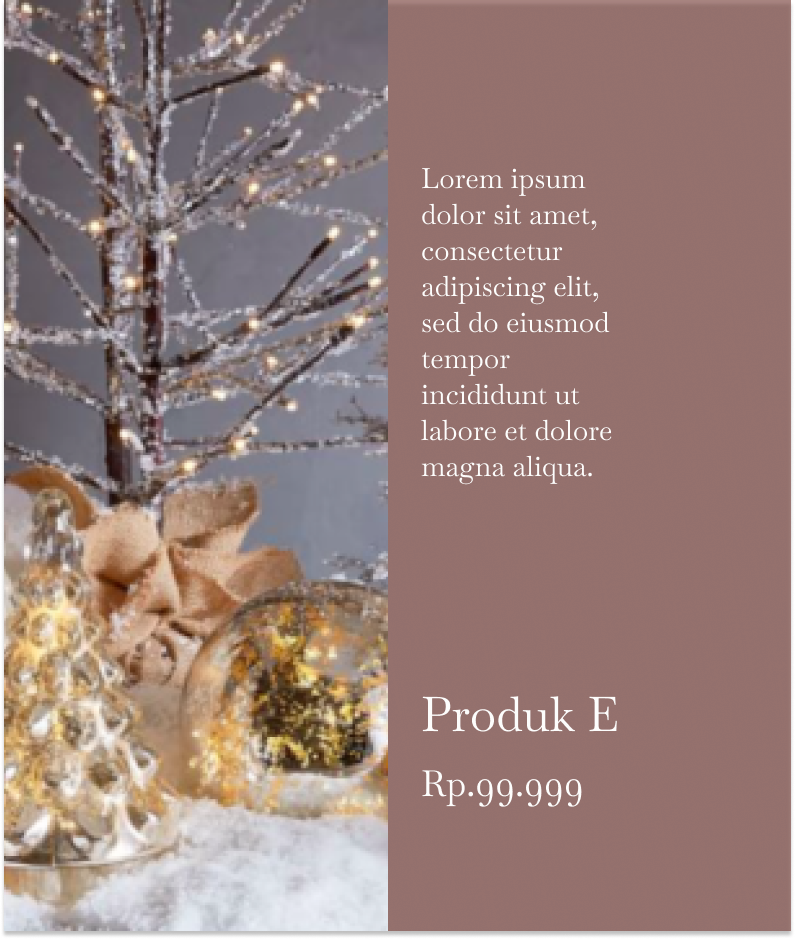 Lorem ipsum
dolor sit amet,
consectetur
adipiscing elit,
sed do eiusmod
tempor
incididunt ut
labore et dolore
magna aliqua.
Produk E
Rp.99.999